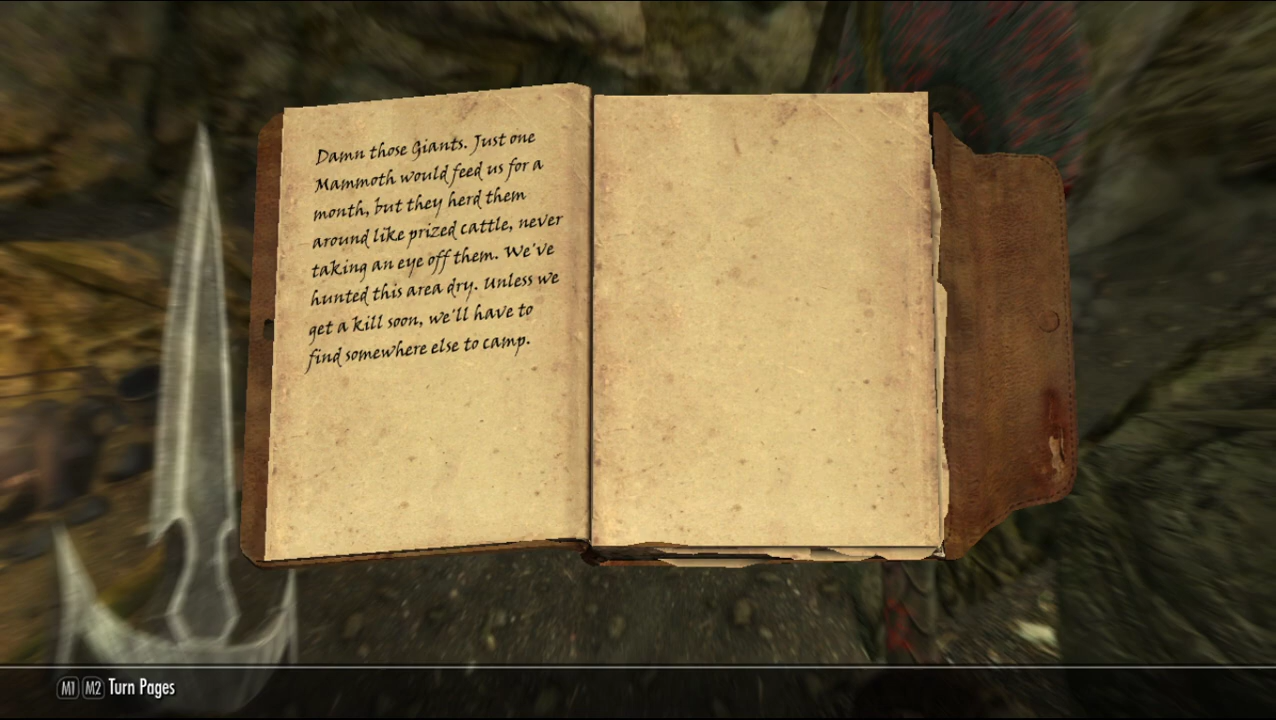 Damn those Giants. Just one
Mammoth would feed us for a
month, but they herd them
around like prized cattle, never
taking an eye off them. We've
hunted this area dry. Unless we
get a kill soon, we'll have to
find somewhere else to camp.
M1 M2 Turn Pages